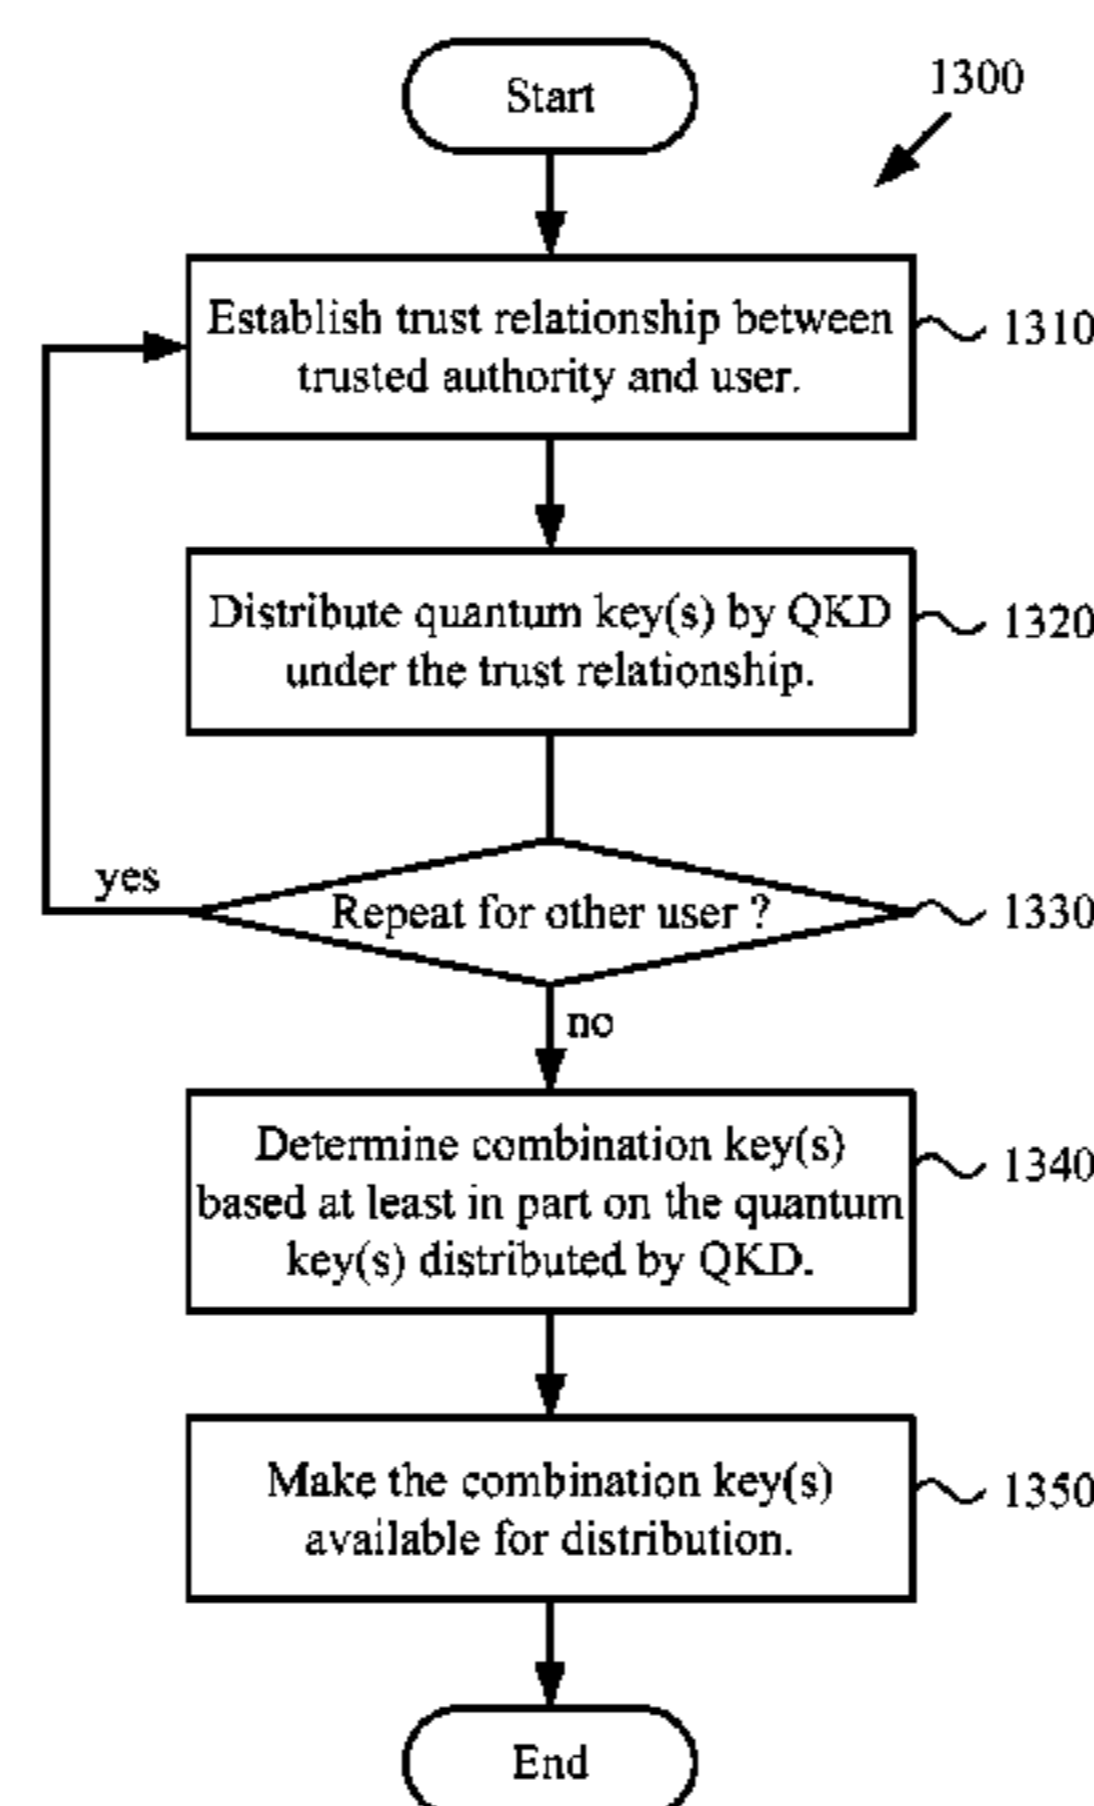 Start
1300
Establish trust relationship between
trusted authority and user.
1310
Distribute quantum key(s) by QKD
under the trust relationship.
1320
yes
Repeat for other user ?
1330
no
Determine combination key(s)
based at least in part on the quantum
key(s) distributed by QKD.
1340
Make the combination key(s)
available for distribution.
1350
End